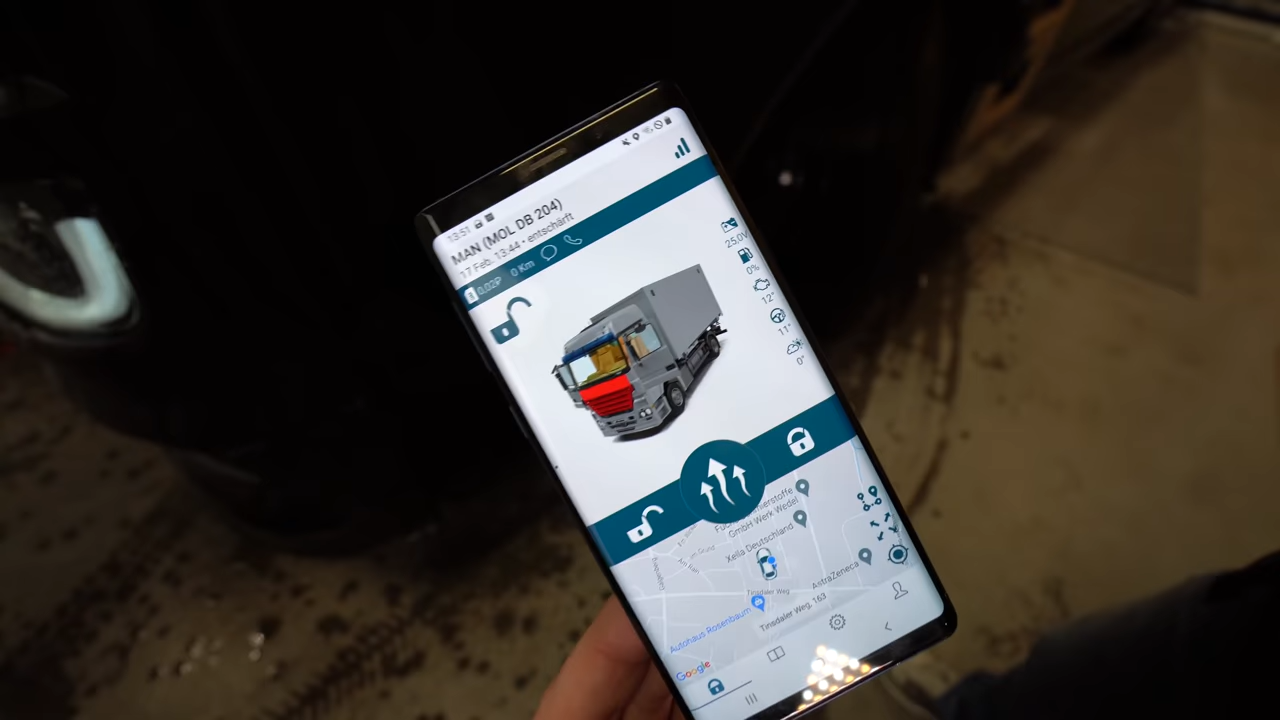 13:51
MAN (MOL DB 204)
17 Feb. 13:44 • entschärft
0,02₽ 0 Km
25.0V
0%
12°
11°
0°
GmbH Werk Wedel
Xella Deutschland
AstraZeneca
Tinsdaler Weg
Autohaus Rosenbaum
Tinsdaler Weg, 163
Google